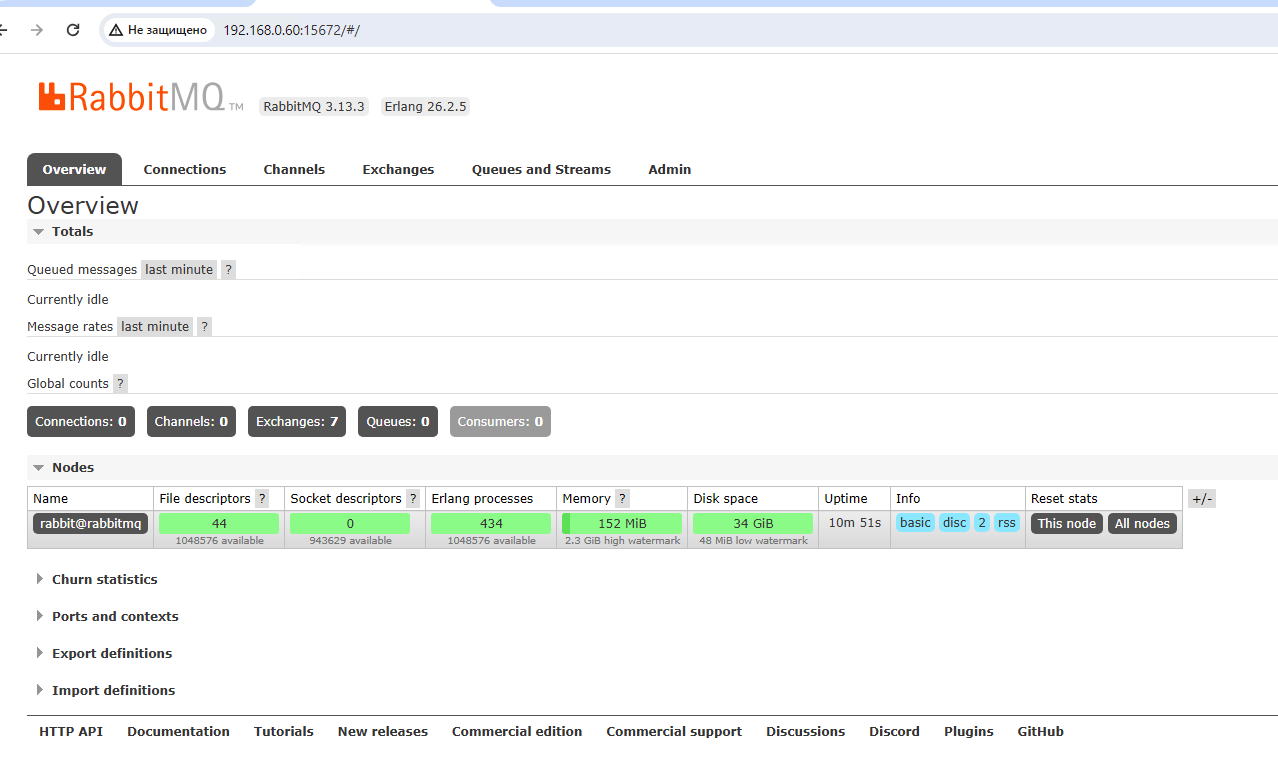 Не защищено 192.168.0.60:15672/#/
RabbitMQ TM RabbitMQ 3.13.3 Erlang 26.2.5
Overview Connections Channels Exchanges Queues and Streams Admin
Overview
Totals
Queued messages last minute ?
Currently idle
Message rates last minute ?
Currently idle
Global counts ?
Connections: 0 Channels: 0 Exchanges: 7 Queues: 0 Consumers: 0
Nodes
Name File descriptors ? Socket descriptors ? Erlang processes Memory ? Disk space Uptime Info Reset stats +/-
rabbit@rabbitmq 44 0 434 152 MiB 34 GiB 10m 51s basic disc 2 rss This node All nodes
1048576 available 943629 available 1048576 available 2.3 GiB high watermark 48 MiB low watermark
Churn statistics
Ports and contexts
Export definitions
Import definitions
HTTP API Documentation Tutorials New releases Commercial edition Commercial support Discussions Discord Plugins GitHub